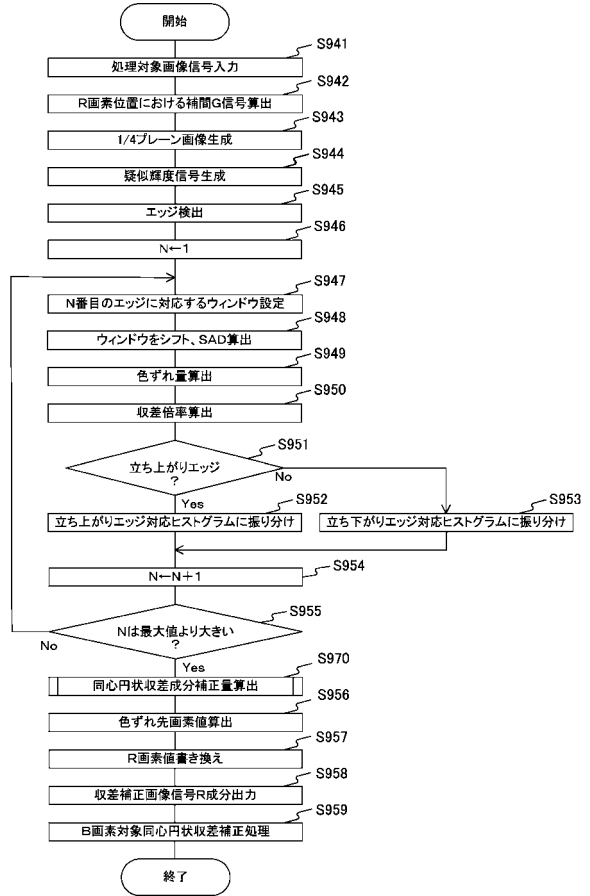 開始
S941
処理対象画像信号入力
S942
R画素位置における補間G信号算出
S943
1/4プレーン画像生成
S944
疑似輝度信号生成
S945
エッジ検出
S946
N←1
S947
N番目のエッジに対応するウィンドウ設定
S948
ウィンドウをシフト、SAD算出
S949
色ずれ量算出
S950
収差倍率算出
S951
立ち上がりエッジ
?
No
Yes
S952
立ち上がりエッジ対応ヒストグラムに振り分け
S953
立ち下がりエッジ対応ヒストグラムに振り分け
S954
N←N+1
S955
Nは最大値より大きい
?
No
Yes
S970
同心円状収差成分補正量算出
S956
色ずれ先画素値算出
S957
R画素値書き換え
S958
収差補正画像信号R成分出力
S959
B画素対象同心円状収差補正処理
終了